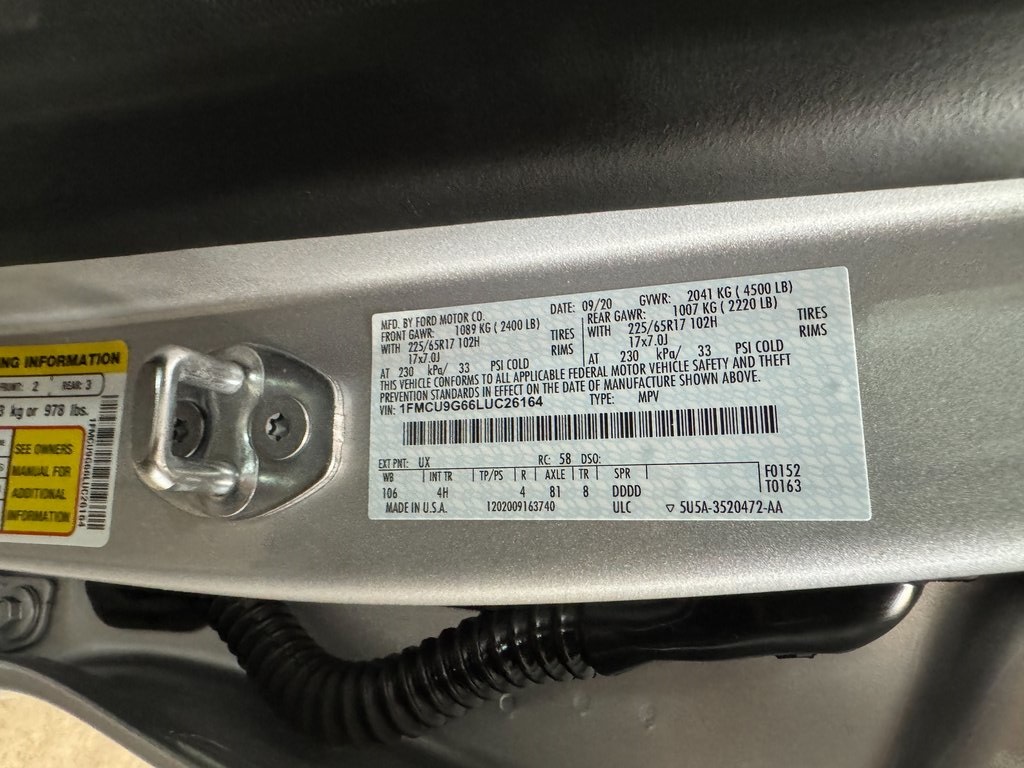 NG INFORMATION
FRONT: 2 REAR: 3
kg or 978 lbs.
SEE OWNERS
MANUAL FOR
ADDITIONAL
INFORMATION
1FMCU9G66LUC26164
MFD. BY FORD MOTOR CO. DATE: 09/20 GVWR: 2041 KG ( 4500 LB)
FRONT GAWR: 1089 KG ( 2400 LB) REAR GAWR: 1007 KG ( 2220 LB)
WITH 225/65R17 102H TIRES WITH 225/65R17 102H TIRES
17x7.0J RIMS 17x7.0J RIMS
AT 230 kPa/ 33 PSI COLD AT 230 kPa/ 33 PSI COLD
THIS VEHICLE CONFORMS TO ALL APPLICABLE FEDERAL MOTOR VEHICLE SAFETY AND THEFT
PREVENTION STANDARDS IN EFFECT ON THE DATE OF MANUFACTURE SHOWN ABOVE.
VIN: 1FMCU9G66LUC26164 TYPE: MPV
EXT PNT: UX RC: 58 DSO:
WB INT TR TP/PS R AXLE TR SPR F0152
106 4H 4 81 8 DDDD T0163
MADE IN U.S.A. 1202009163740 ULC ▽ 5U5A-3520472-AA